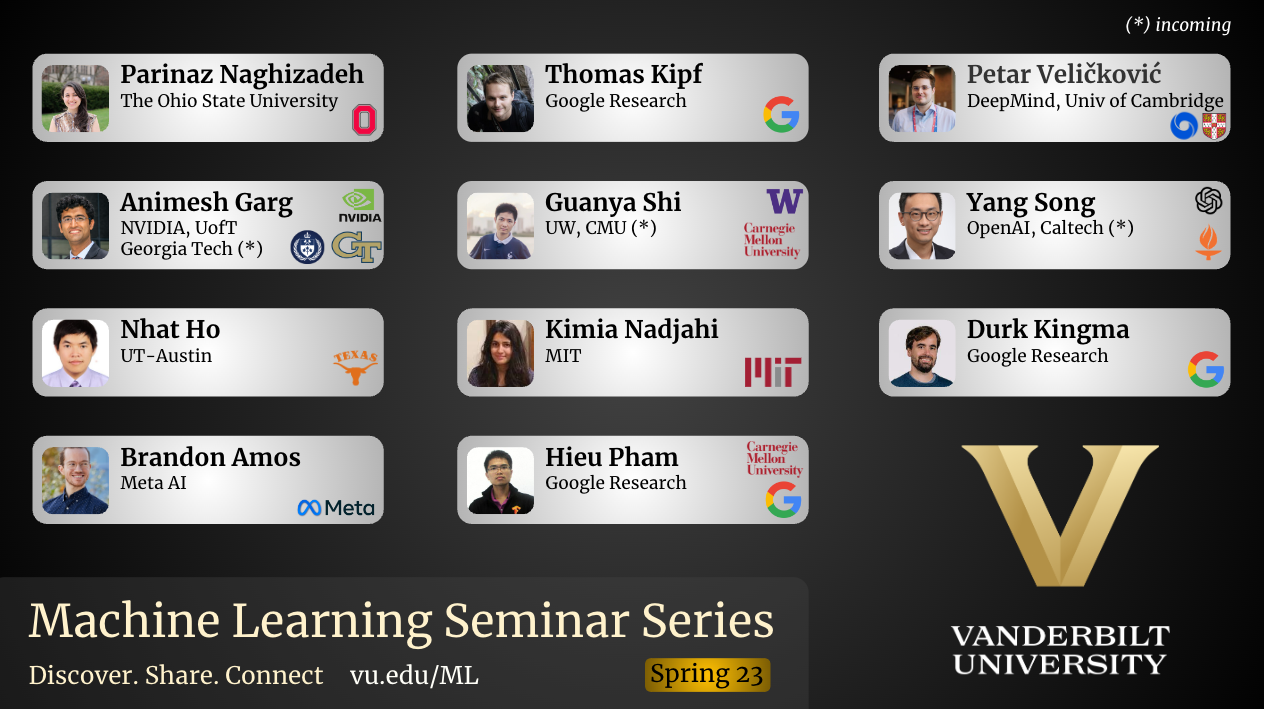 (*) incoming
Parinaz Naghizadeh
The Ohio State University
Thomas Kipf
Google Research
Petar Veličković
DeepMind, Univ of Cambridge
Animesh Garg
NVIDIA, UofT
Georgia Tech (*)
NVIDIA
GT
Guanya Shi
UW, CMU (*)
W
Carnegie
Mellon
University
Yang Song
OpenAI, Caltech (*)
Nhat Ho
UT-Austin
TEXAS
Kimia Nadjahi
MIT
MIT
Durk Kingma
Google Research
G
Brandon Amos
Meta AI
Meta
Hieu Pham
Google Research
Carnegie
Mellon
University
G
V
VANDERBILT
UNIVERSITY
Machine Learning Seminar Series
Discover. Share. Connect vu.edu/ML
Spring 23